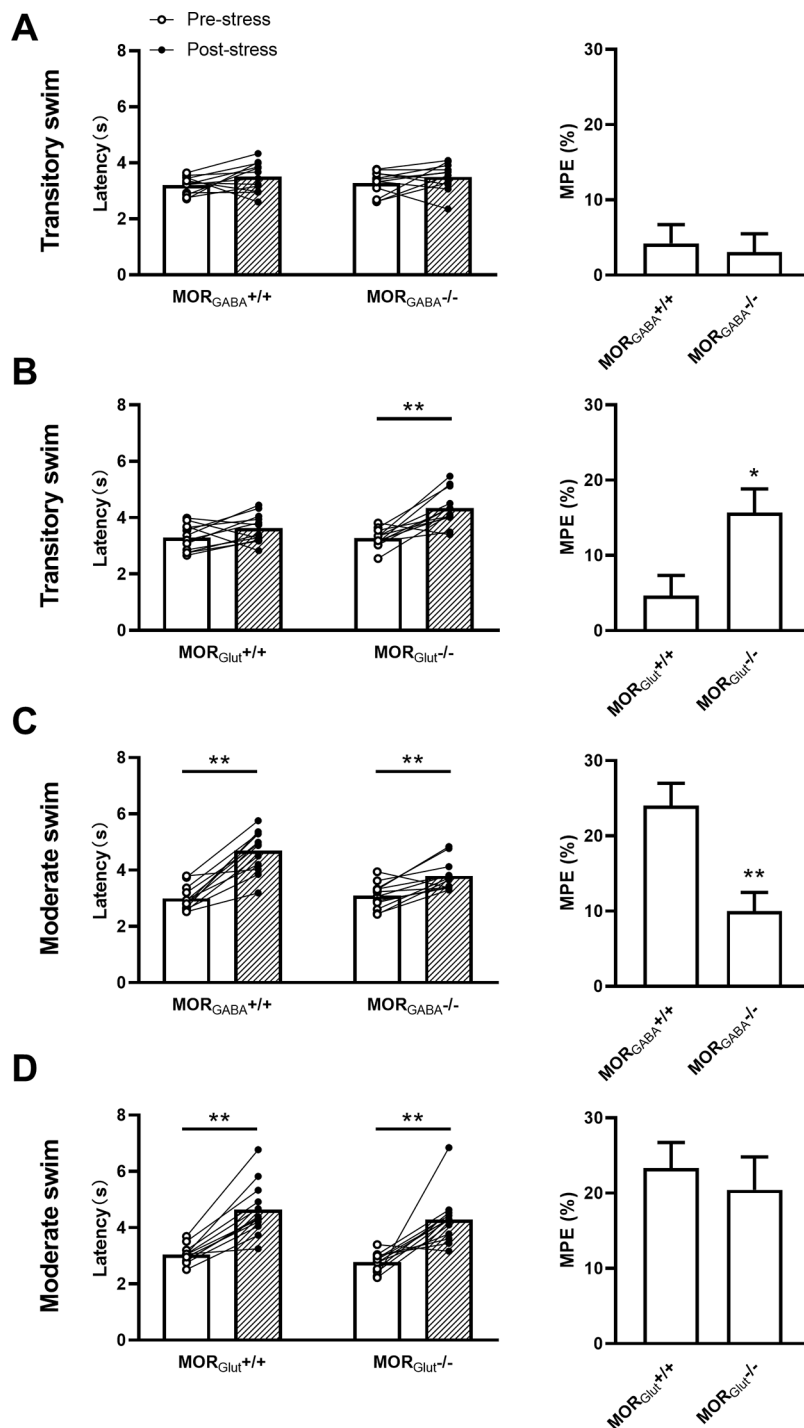 A
Pre-stress
Post-stress
Transitory swim
Latency (s)
8
6
4
2
0
MORGABA+/+
MORGABA-/-
MPE (%)
30
20
10
0
MORGABA+/+
MORGABA-/-
B
Transitory swim
Latency (s)
8
6
4
2
0
**
MORGlut+/+
MORGlut-/-
MPE (%)
30
20
10
0
*
MORGlut+/+
MORGlut-/-
C
Moderate swim
Latency (s)
8
6
4
2
0
**
**
MORGABA+/+
MORGABA-/-
MPE (%)
30
20
10
0
**
MORGABA+/+
MORGABA-/-
D
Moderate swim
Latency (s)
8
6
4
2
0
**
**
MORGlut+/+
MORGlut-/-
MPE (%)
30
20
10
0
MORGlut+/+
MORGlut-/-